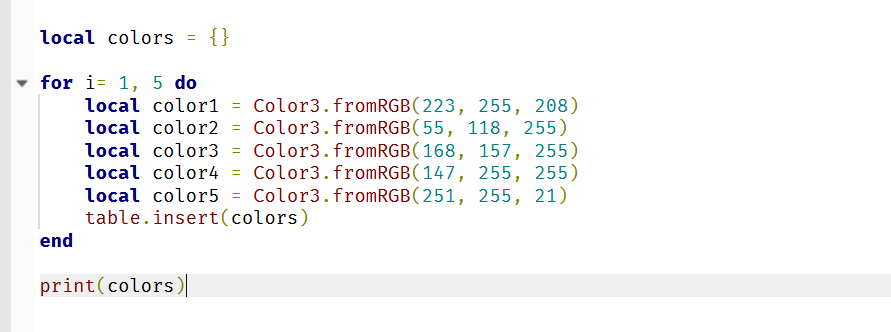 local colors = {}
for i= 1, 5 do
local color1 = Color3.fromRGB(223, 255, 208)
local color2 = Color3.fromRGB(55, 118, 255)
local color3 = Color3.fromRGB(168, 157, 255)
local color4 = Color3.fromRGB(147, 255, 255)
local color5 = Color3.fromRGB(251, 255, 21)
table.insert(colors)
end
print(colors)